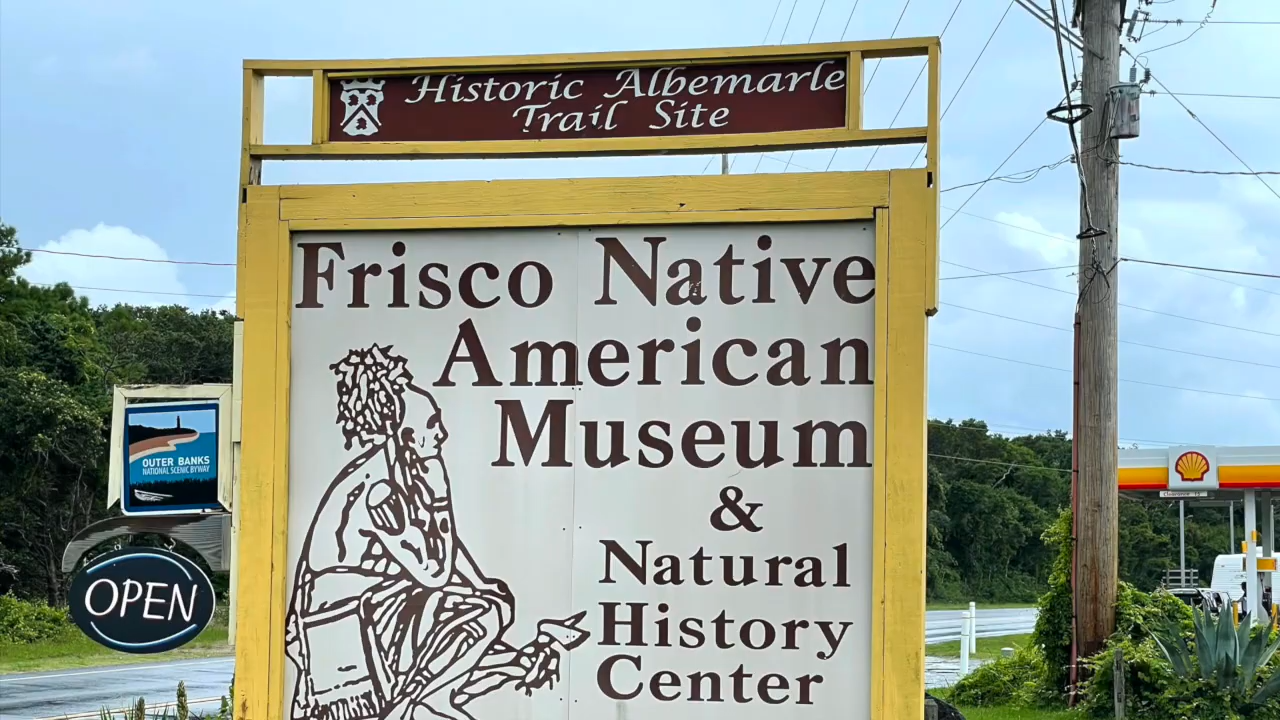 Historic Albemarle
Trail Site
Frisco Native
American
Museum
&
Natural
History
Center
OUTER BANKS
NATIONAL SCENIC BYWAY
OPEN